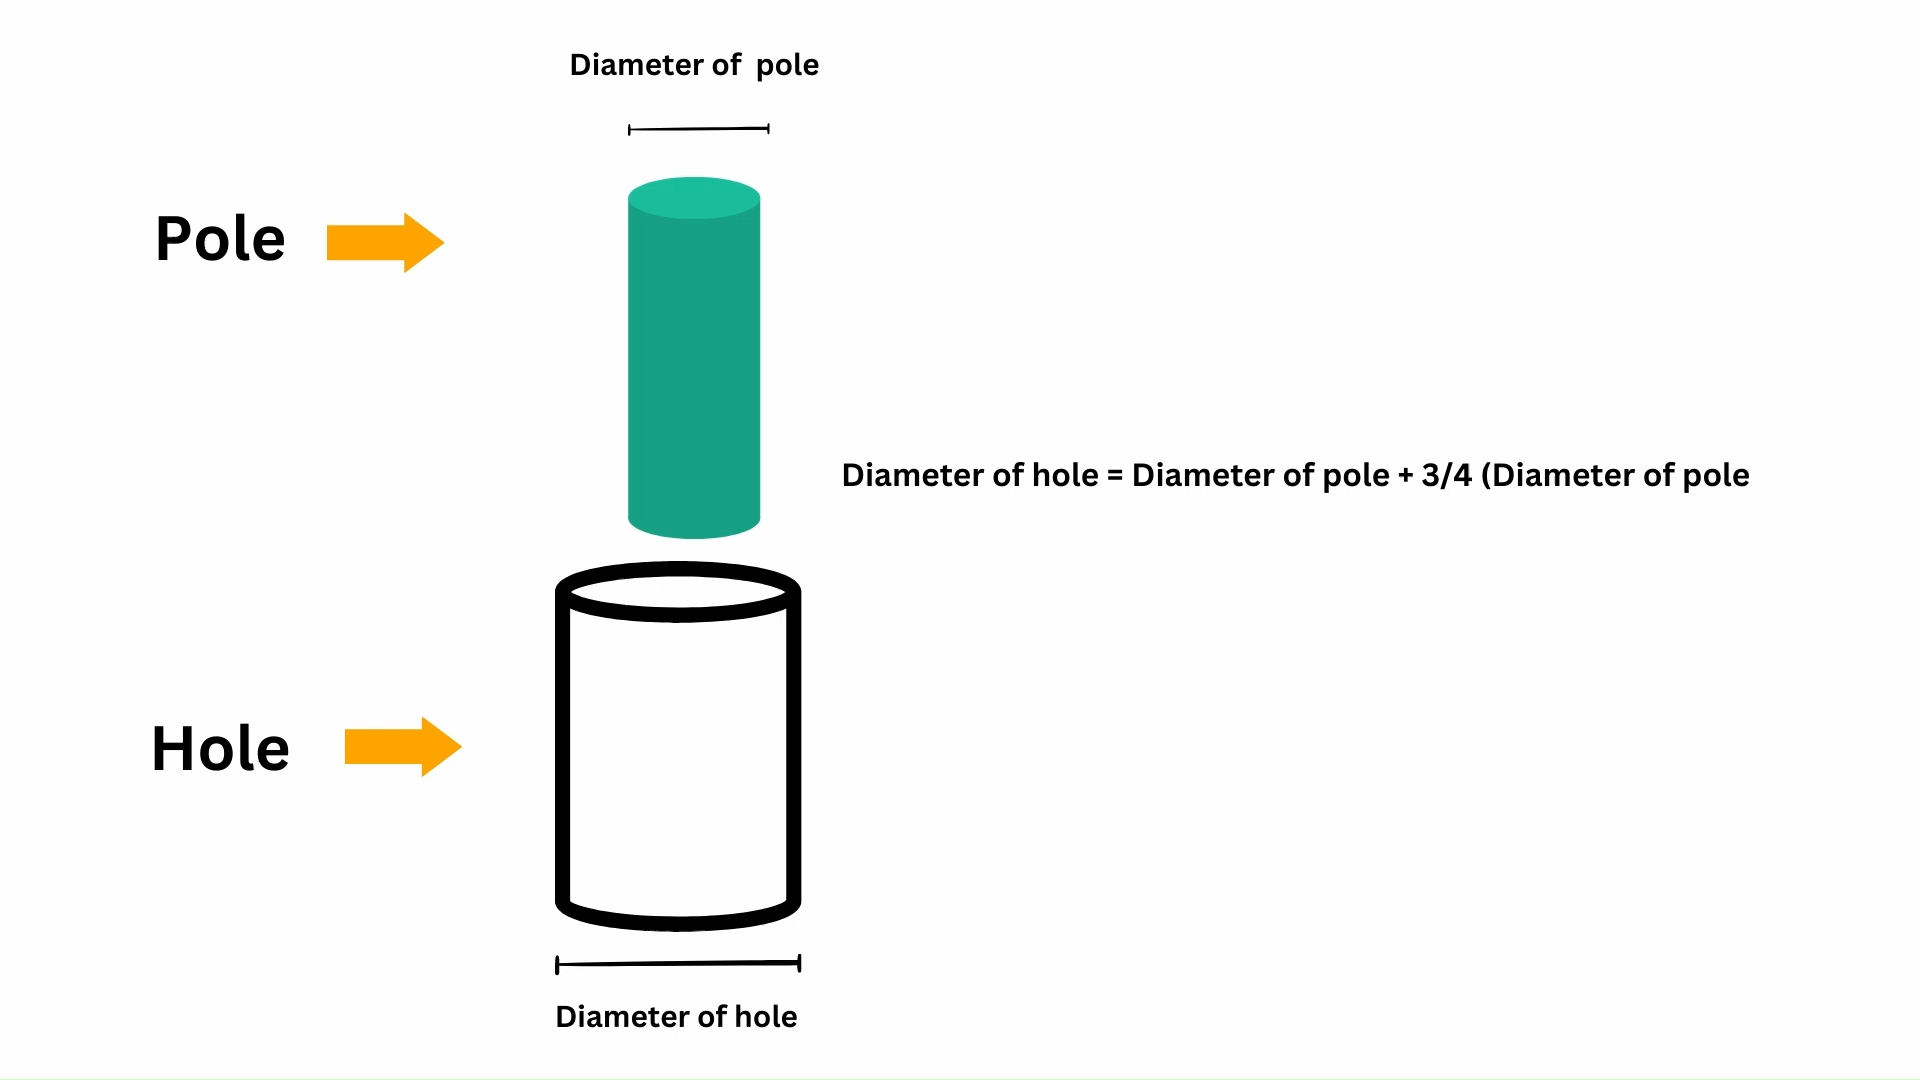 Diameter of  pole
Pole
Diameter of hole = Diameter of pole + 3/4 (Diameter of pole
Hole
Diameter of hole